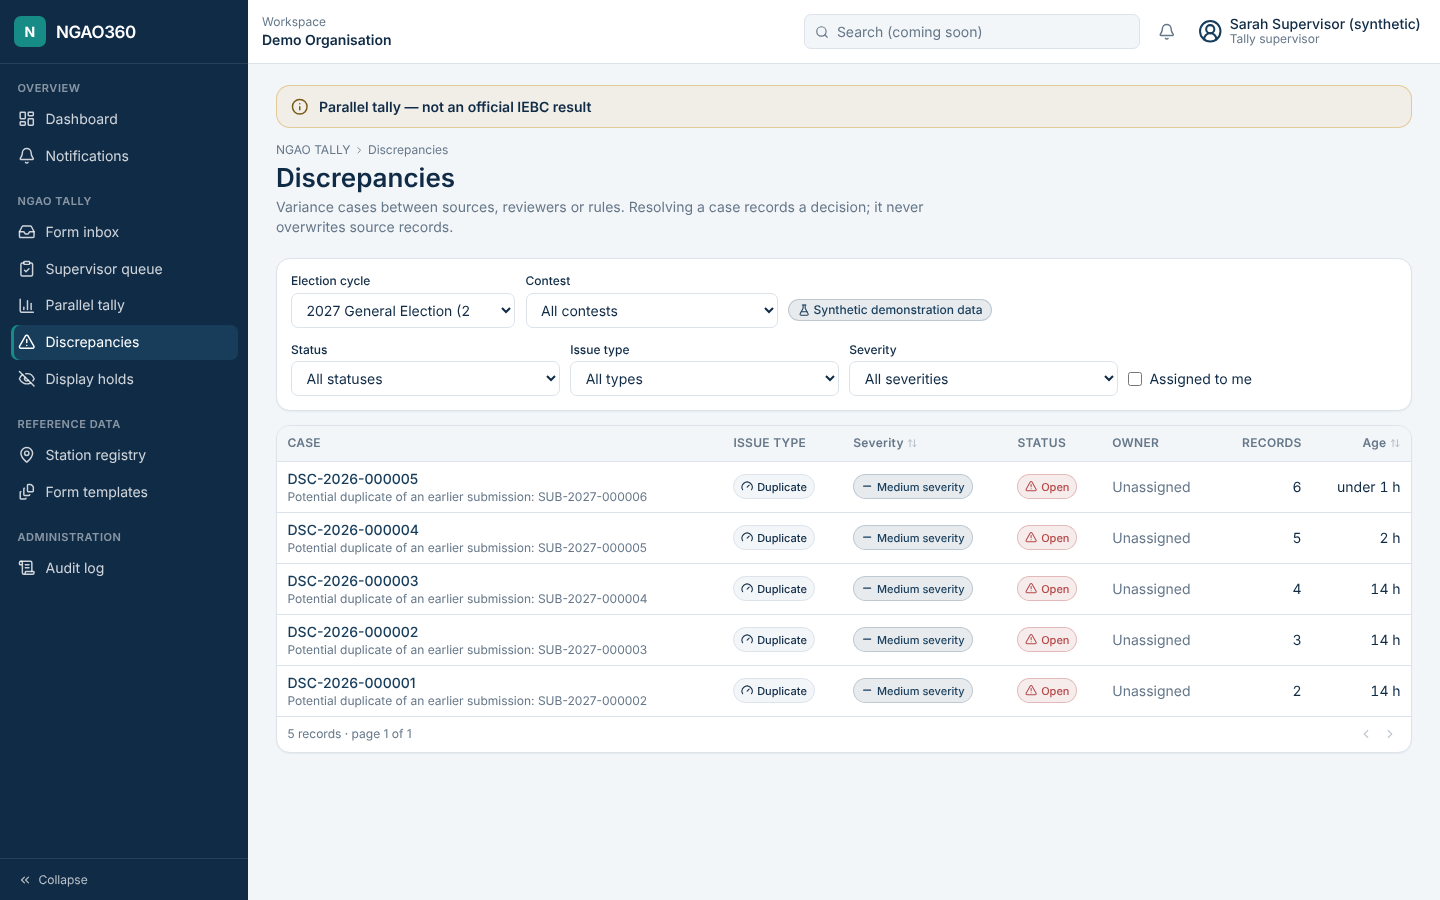 N NGAO360
Workspace
Demo Organisation
Search (coming soon)
Sarah Supervisor (synthetic)
Tally supervisor
OVERVIEW
Dashboard
Notifications
NGAO TALLY
Form inbox
Supervisor queue
Parallel tally
Discrepancies
Display holds
REFERENCE DATA
Station registry
Form templates
ADMINISTRATION
Audit log
Collapse
Parallel tally — not an official IEBC result
NGAO TALLY › Discrepancies
Discrepancies
Variance cases between sources, reviewers or rules. Resolving a case records a decision; it never
overwrites source records.
Election cycle Contest
2027 General Election (2 All contests Synthetic demonstration data
Status Issue type Severity
All statuses All types All severities Assigned to me
CASE ISSUE TYPE Severity STATUS OWNER RECORDS Age
DSC-2026-000005
Potential duplicate of an earlier submission: SUB-2027-000006
Duplicate Medium severity Open Unassigned 6 under 1 h
DSC-2026-000004
Potential duplicate of an earlier submission: SUB-2027-000005
Duplicate Medium severity Open Unassigned 5 2 h
DSC-2026-000003
Potential duplicate of an earlier submission: SUB-2027-000004
Duplicate Medium severity Open Unassigned 4 14 h
DSC-2026-000002
Potential duplicate of an earlier submission: SUB-2027-000003
Duplicate Medium severity Open Unassigned 3 14 h
DSC-2026-000001
Potential duplicate of an earlier submission: SUB-2027-000002
Duplicate Medium severity Open Unassigned 2 14 h
5 records · page 1 of 1